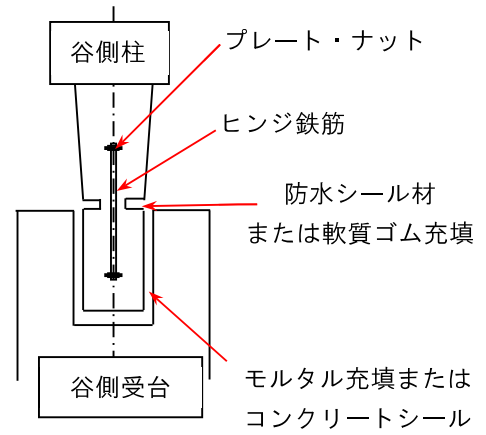 谷側柱
プレート・ナット
ヒンジ鉄筋
防水シール材
または軟質ゴム充填
谷側受台
モルタル充填または
コンクリートシール